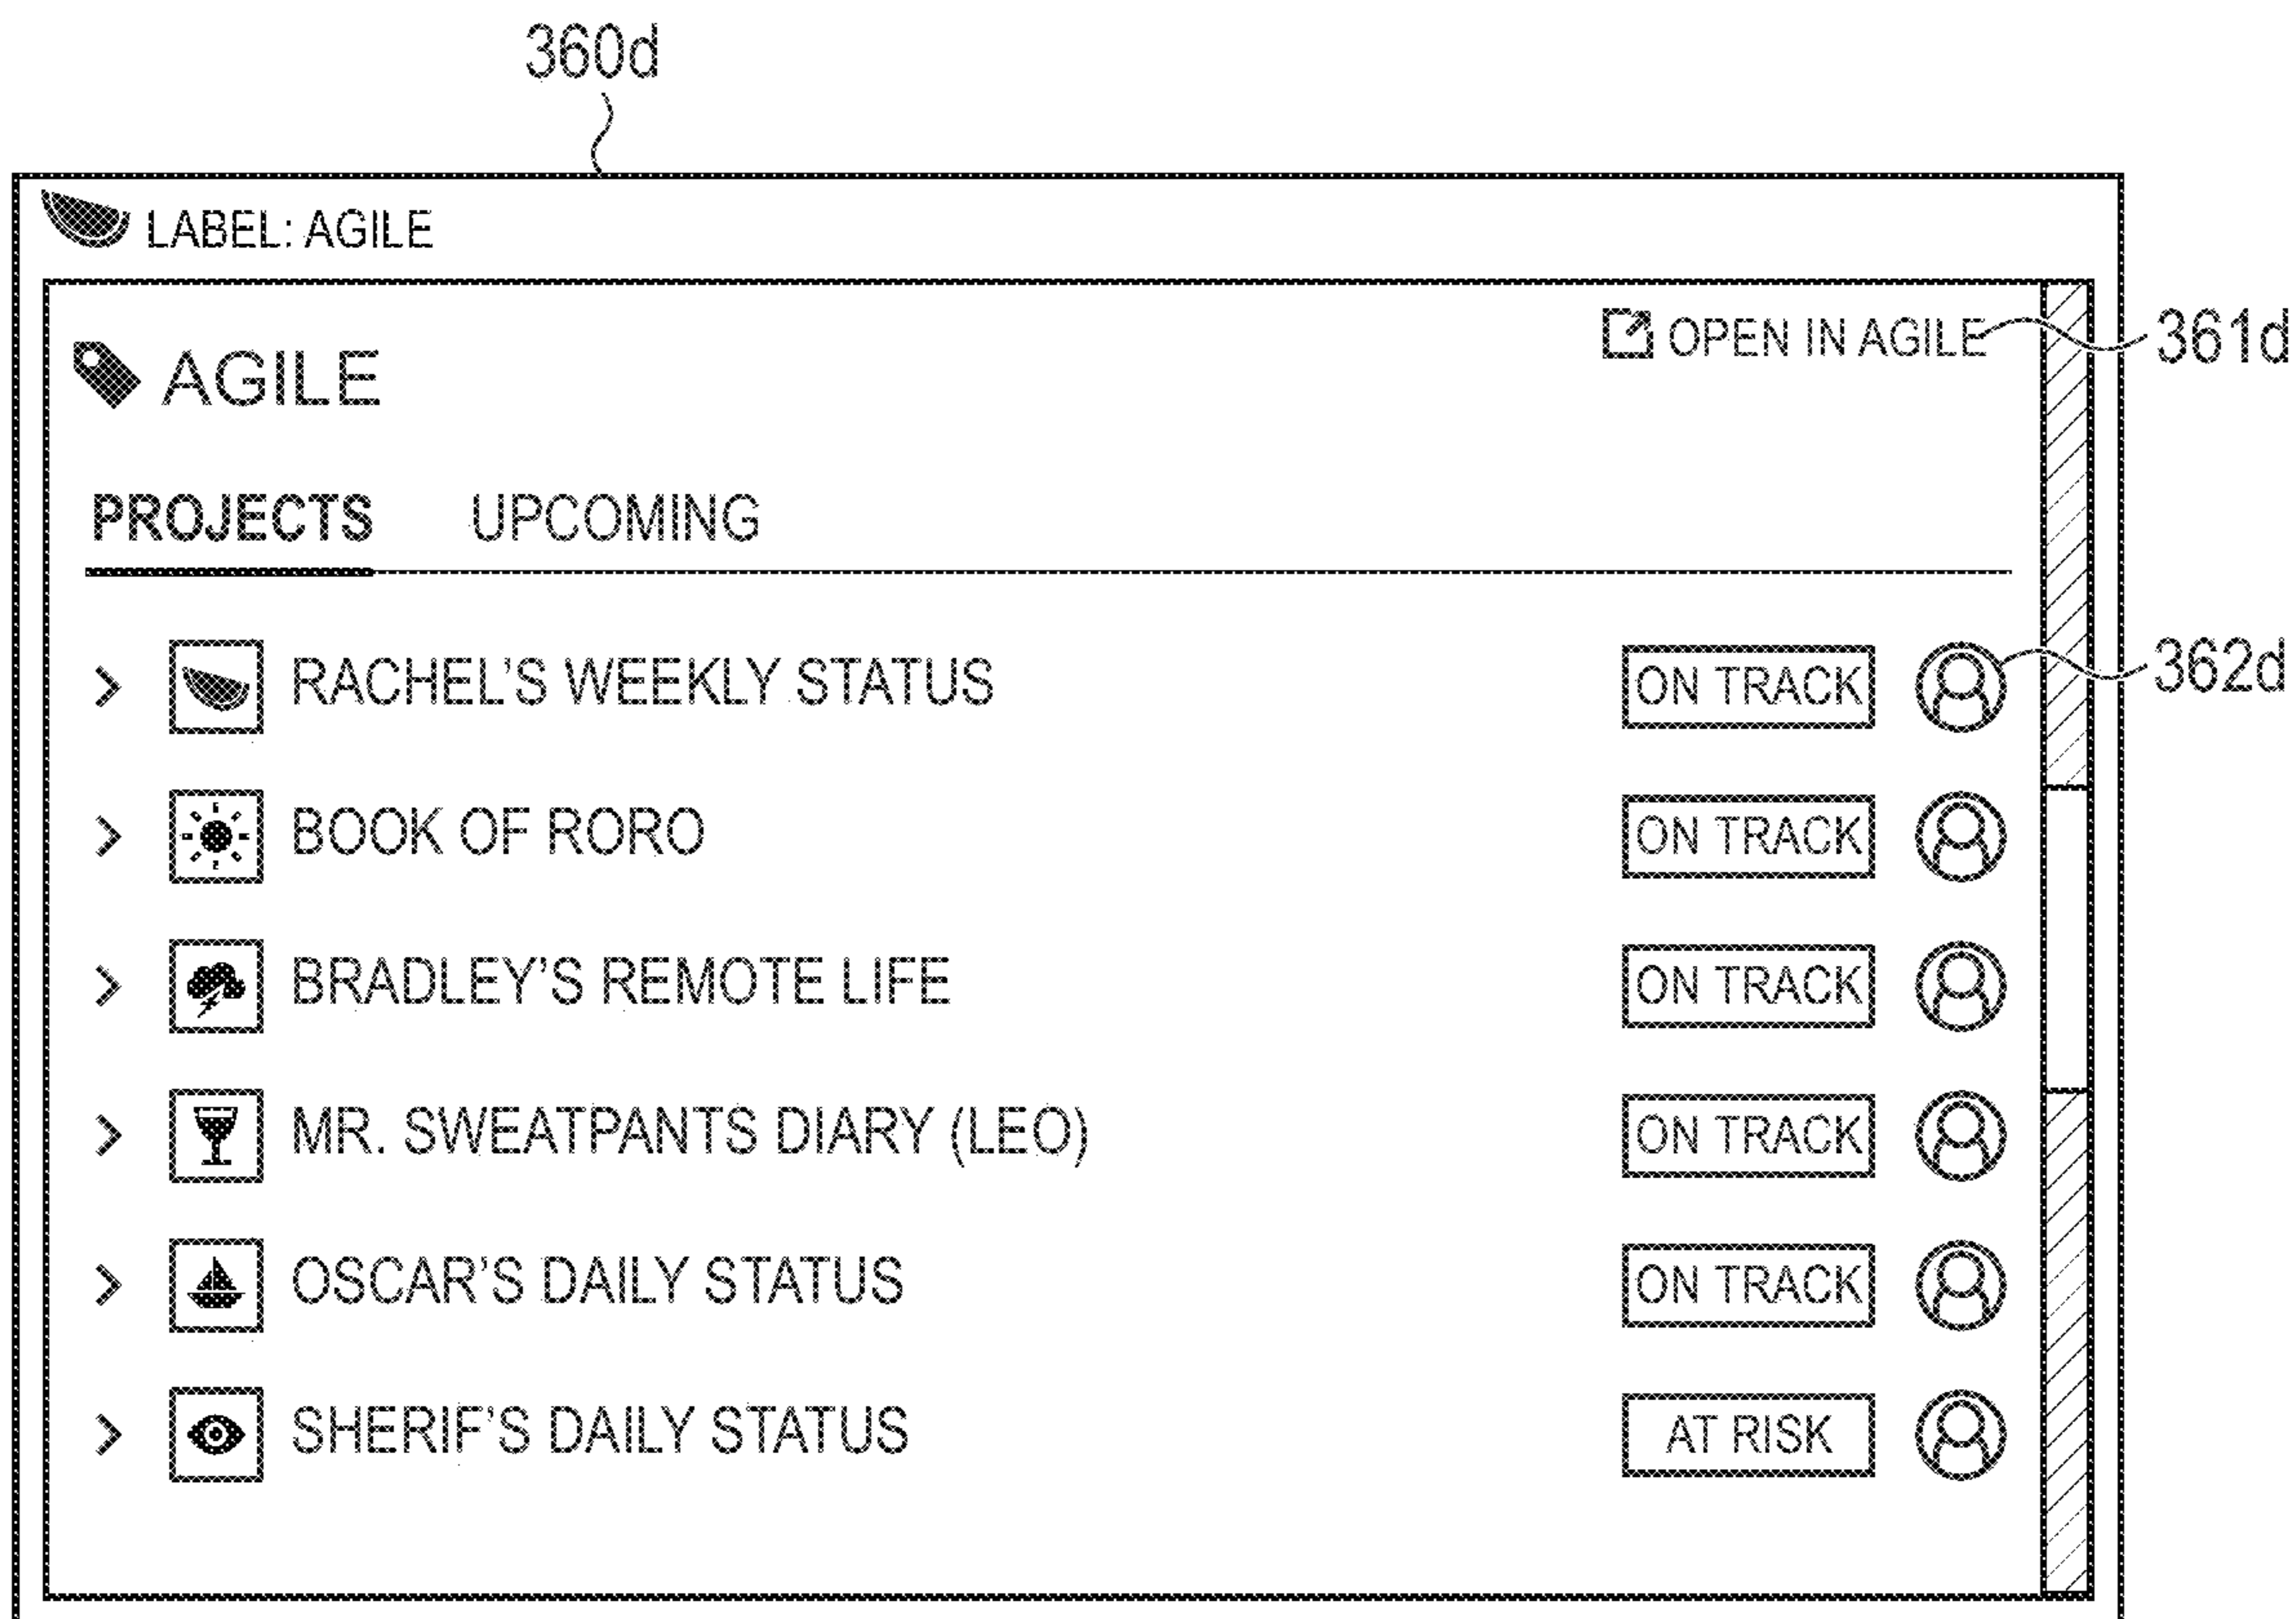 360d
LABEL: AGILE
OPEN IN AGILE 361d
AGILE
PROJECTS UPCOMING
RACHEL'S WEEKLY STATUS ON TRACK 362d
BOOK OF RORO ON TRACK
BRADLEY'S REMOTE LIFE ON TRACK
MR. SWEATPANTS DIARY (LEO) ON TRACK
OSCAR'S DAILY STATUS ON TRACK
SHERIF'S DAILY STATUS AT RISK